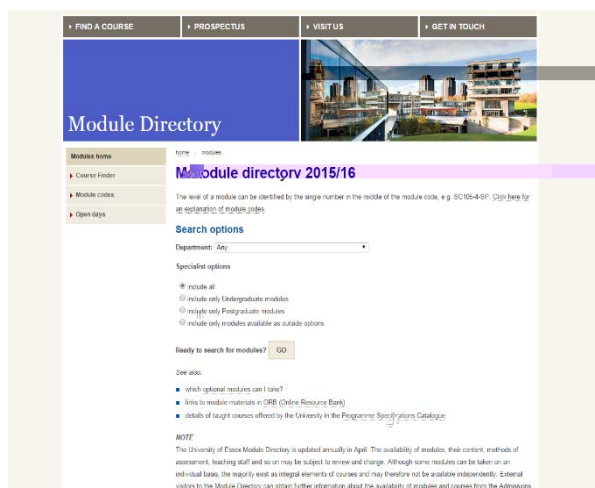 FIND A COURSE
PROSPECTUS
VISIT US
GET IN TOUCH
Module Directory
Modules home
Course Finder
Module codes
Open days
home modules
Module directory 2015/16
The level of a module can be identified by the single number in the middle of the module code, e.g. SC105-4-SP. Click here for
an explanation of module codes.
Search options
Department: Any
Specialist options
include all
include only Undergraduate modules
include only Postgraduate modules
include only modules available as outside options
Ready to search for modules? GO
See also:
which optional modules can I take?
links to module materials in ORB (Online Resource Bank)
details of taught courses offered by the University in the Programme Specifications Catalogue
NOTE
The University of Essex Module Directory is updated annually in April. The availability of modules, their content, methods of
assessment, teaching staff and so on may be subject to review and change. Although some modules can be taken on an
individual basis, the majority exist as integral elements of courses and may therefore not be available independently. External
visitors to the Module Directory can obtain further information about the availability of modules and courses from the Admissions